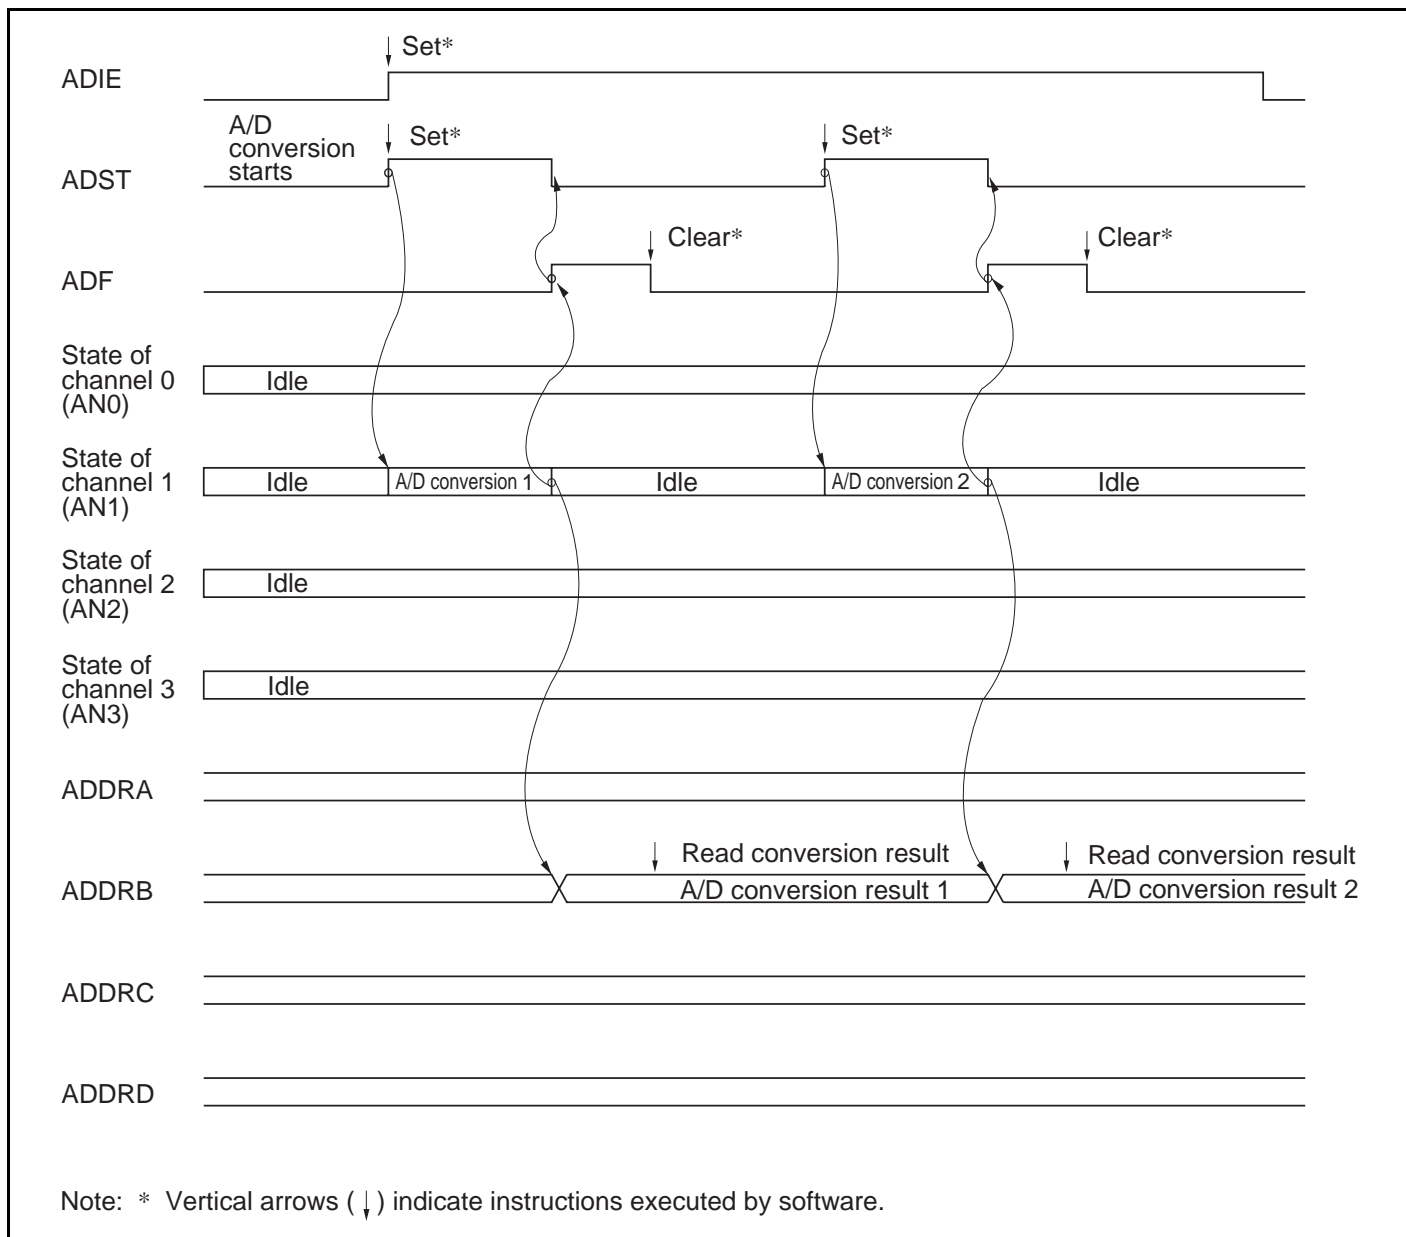 Set*
ADIE
A/D
conversion
starts
Set*
Set*
ADST
Clear*
Clear*
ADF
State of
channel 0
(AN0)
Idle
State of
channel 1
(AN1)
Idle
A/D conversion 1
Idle
A/D conversion 2
Idle
State of
channel 2
(AN2)
Idle
State of
channel 3
(AN3)
Idle
ADDRA
Read conversion result
Read conversion result
ADDRB
A/D conversion result 1
A/D conversion result 2
ADDRC
ADDRD
Note: * Vertical arrows ( ↓ ) indicate instructions executed by software.